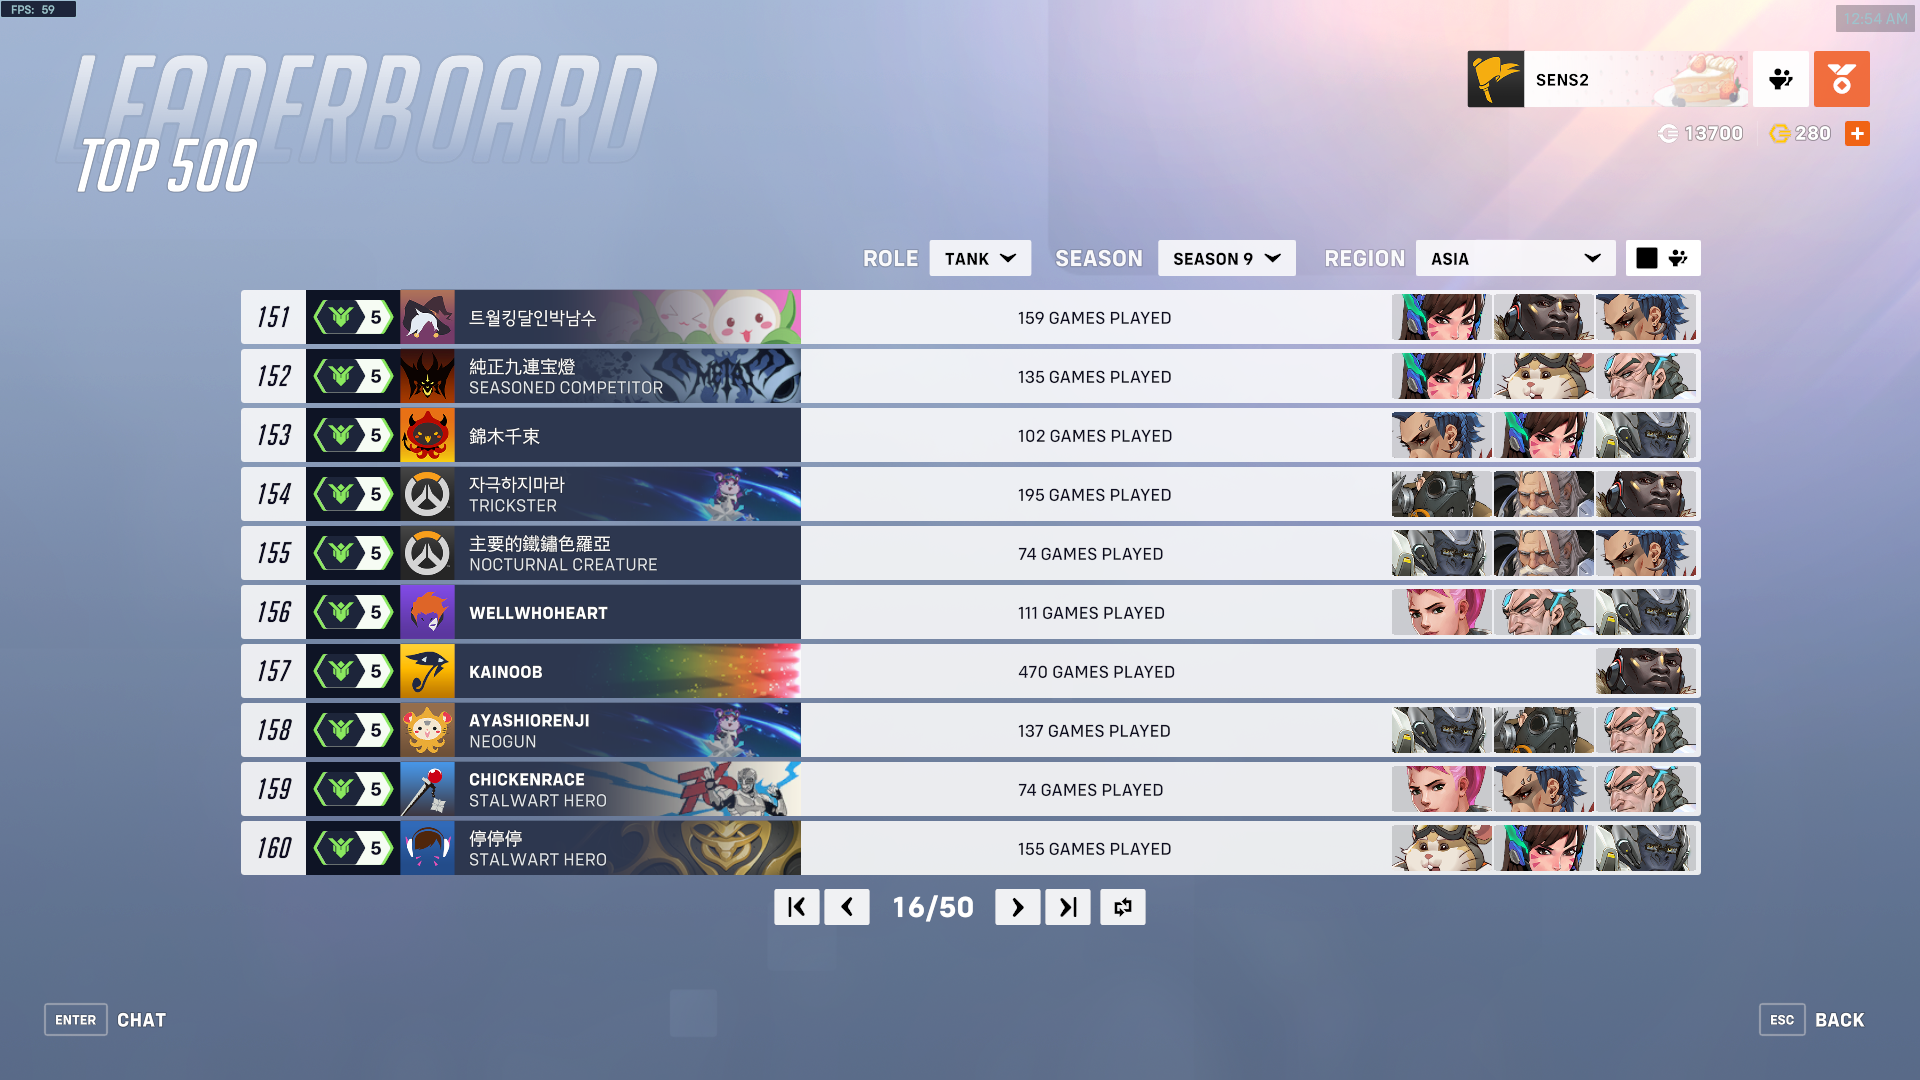 FPS: 59
12:54 AM
LEADERBOARD
TOP 500
SENS2
13700
280
ROLE TANK SEASON SEASON 9 REGION ASIA
151 5 트월킹달인박남수 159 GAMES PLAYED
152 5 純正九連宝燈 135 GAMES PLAYED
SEASONED COMPETITOR
153 5 錦木千束 102 GAMES PLAYED
154 5 자극하지마라 195 GAMES PLAYED
TRICKSTER
155 5 主要的鐵鏽色羅亞 74 GAMES PLAYED
NOCTURNAL CREATURE
156 5 WELLWHOHEART 111 GAMES PLAYED
157 5 KAINOOB 470 GAMES PLAYED
158 5 AYASHIORENJI 137 GAMES PLAYED
NEOGUN
159 5 CHICKENRACE 74 GAMES PLAYED
STALWART HERO
160 5 停停停 155 GAMES PLAYED
STALWART HERO
16/50
ENTER CHAT
ESC BACK